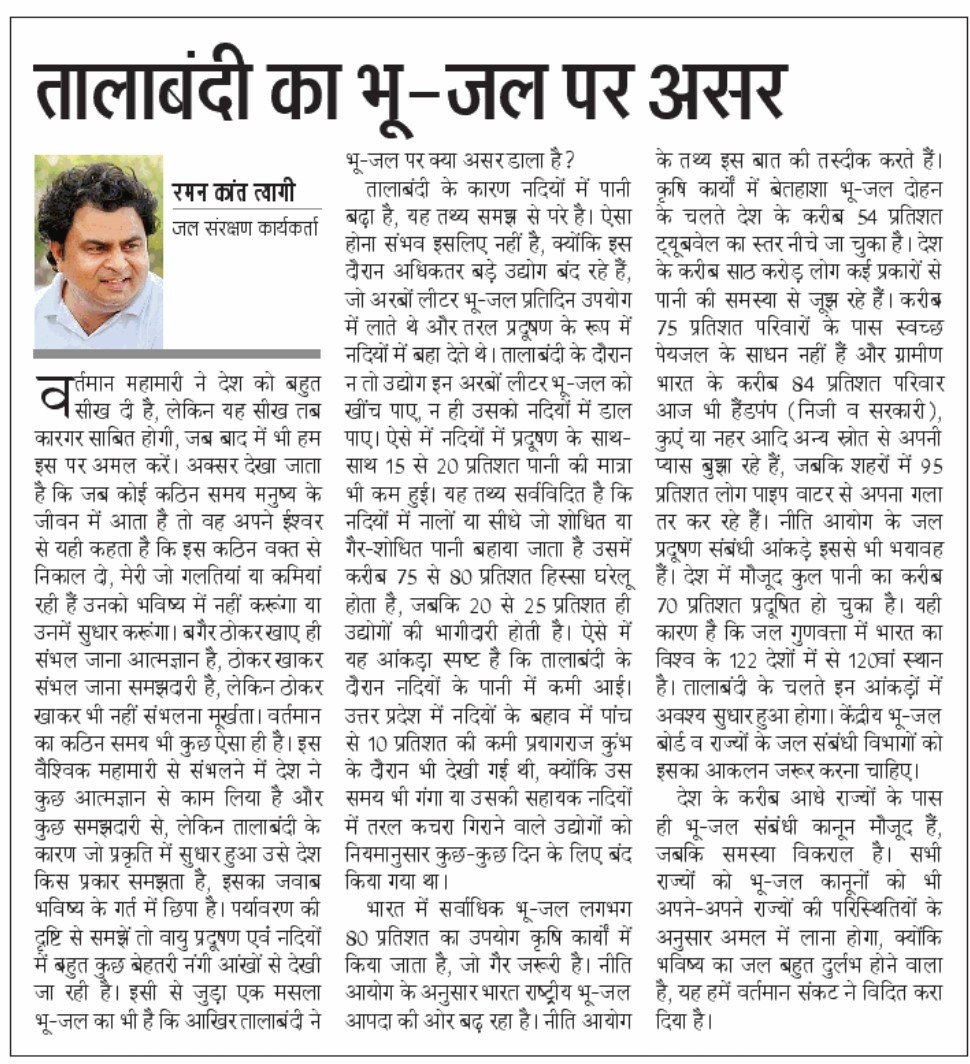 तालाबंदी का भू-जल पर असर
रमन कांत त्यागी
जल संरक्षण कार्यकर्ता
वर्तमान महामारी ने देश को बहुत
सीख दी है, लेकिन यह सीख तब
कारगर साबित होगी, जब बाद में भी हम
इस पर अमल करें। अक्सर देखा जाता
है कि जब कोई कठिन समय मनुष्य के
जीवन में आता है तो वह अपने ईश्वर
से यही कहता है कि इस कठिन वक्त से
निकाल दो, मेरी जो गलतियां या कमियां
रही हैं उनको भविष्य में नहीं करूंगा या
उनमें सुधार करूंगा। बगैर ठोकर खाए ही
संभल जाना आत्मज्ञान है, ठोकर खाकर
संभल जाना समझदारी है, लेकिन ठोकर
खाकर भी नहीं संभलना मूर्खता। वर्तमान
का कठिन समय भी कुछ ऐसा ही है। इस
वैश्विक महामारी से संभलने में देश ने
कुछ आत्मज्ञान से काम लिया है और
कुछ समझदारी से, लेकिन तालाबंदी के
कारण जो प्रकृति में सुधार हुआ उसे देश
किस प्रकार समझता है, इसका जवाब
भविष्य के गर्त में छिपा है। पर्यावरण की
दृष्टि से समझें तो वायु प्रदूषण एवं नदियों
में बहुत कुछ बेहतरी नंगी आंखों से देखी
जा रही है। इसी से जुड़ा एक मसला
भू-जल का भी है कि आखिर तालाबंदी ने
भू-जल पर क्या असर डाला है?
तालाबंदी के कारण नदियों में पानी
बढ़ा है, यह तथ्य समझ से परे है। ऐसा
होना संभव इसलिए नहीं है, क्योंकि इस
दौरान अधिकतर बड़े उद्योग बंद रहे हैं,
जो अरबों लीटर भू-जल प्रतिदिन उपयोग
में लाते थे और तरल प्रदूषण के रूप में
नदियों में बहा देते थे। तालाबंदी के दौरान
न तो उद्योग इन अरबों लीटर भू-जल को
खींच पाए, न ही उसको नदियों में डाल
पाए। ऐसे में नदियों में प्रदूषण के साथ-
साथ 15 से 20 प्रतिशत पानी की मात्रा
भी कम हुई। यह तथ्य सर्वविदित है कि
नदियों में नालों या सीधे जो शोधित या
गैर-शोधित पानी बहाया जाता है उसमें
करीब 75 से 80 प्रतिशत हिस्सा घरेलू
होता है, जबकि 20 से 25 प्रतिशत ही
उद्योगों की भागीदारी होती है। ऐसे में
यह आंकड़ा स्पष्ट है कि तालाबंदी के
दौरान नदियों के पानी में कमी आई।
उत्तर प्रदेश में नदियों के बहाव में पांच
से 10 प्रतिशत की कमी प्रयागराज कुंभ
के दौरान भी देखी गई थी, क्योंकि उस
समय भी गंगा या उसकी सहायक नदियों
में तरल कचरा गिराने वाले उद्योगों को
नियमानुसार कुछ-कुछ दिन के लिए बंद
किया गया था।
भारत में सर्वाधिक भू-जल लगभग
80 प्रतिशत का उपयोग कृषि कार्यों में
किया जाता है, जो गैर जरूरी है। नीति
आयोग के अनुसार भारत राष्ट्रीय भू-जल
आपदा की ओर बढ़ रहा है। नीति आयोग
के तथ्य इस बात की तस्दीक करते हैं।
कृषि कार्यों में बेतहाशा भू-जल दोहन
के चलते देश के करीब 54 प्रतिशत
ट्यूबवेल का स्तर नीचे जा चुका है। देश
के करीब साठ करोड़ लोग कई प्रकारों से
पानी की समस्या से जूझ रहे हैं। करीब
75 प्रतिशत परिवारों के पास स्वच्छ
पेयजल के साधन नहीं हैं और ग्रामीण
भारत के करीब 84 प्रतिशत परिवार
आज भी हैंडपंप (निजी व सरकारी),
कुएं या नहर आदि अन्य स्रोत से अपनी
प्यास बुझा रहे हैं, जबकि शहरों में 95
प्रतिशत लोग पाइप वाटर से अपना गला
तर कर रहे हैं। नीति आयोग के जल
प्रदूषण संबंधी आंकड़े इससे भी भयावह
हैं। देश में मौजूद कुल पानी का करीब
70 प्रतिशत प्रदूषित हो चुका है। यही
कारण है कि जल गुणवत्ता में भारत का
विश्व के 122 देशों में से 120वां स्थान
है। तालाबंदी के चलते इन आंकड़ों में
अवश्य सुधार हुआ होगा। केंद्रीय भू-जल
बोर्ड व राज्यों के जल संबंधी विभागों को
इसका आकलन जरूर करना चाहिए।
देश के करीब आधे राज्यों के पास
ही भू-जल संबंधी कानून मौजूद हैं,
जबकि समस्या विकराल है। सभी
राज्यों को भू-जल कानूनों को भी
अपने-अपने राज्यों की परिस्थितियों के
अनुसार अमल में लाना होगा, क्योंकि
भविष्य का जल बहुत दुर्लभ होने वाला
है, यह हमें वर्तमान संकट ने विदित करा
दिया है।